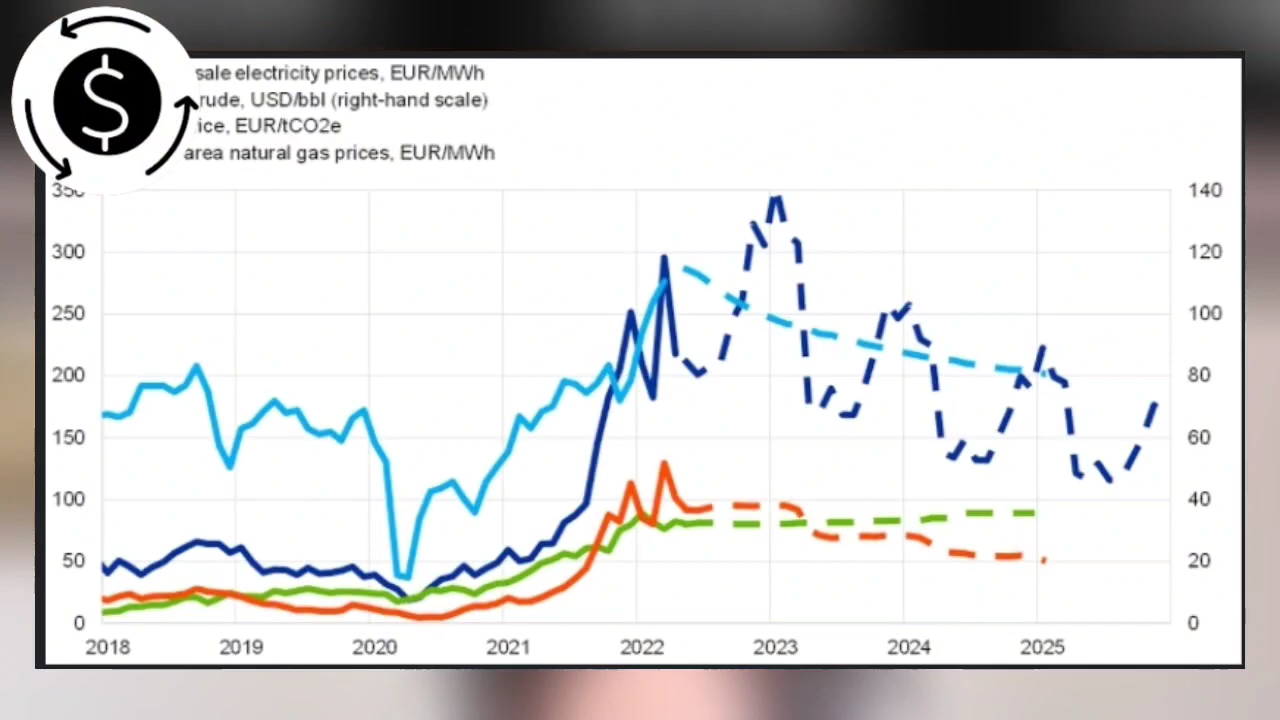 $
sale electricity prices, EUR/MWh
rude, USD/bbl (right-hand scale)
ice, EUR/tCO2e
area natural gas prices, EUR/MWh
350 140
300 120
250 100
200 80
150 60
100 40
50 20
0 0
2018 2019 2020 2021 2022 2023 2024 2025